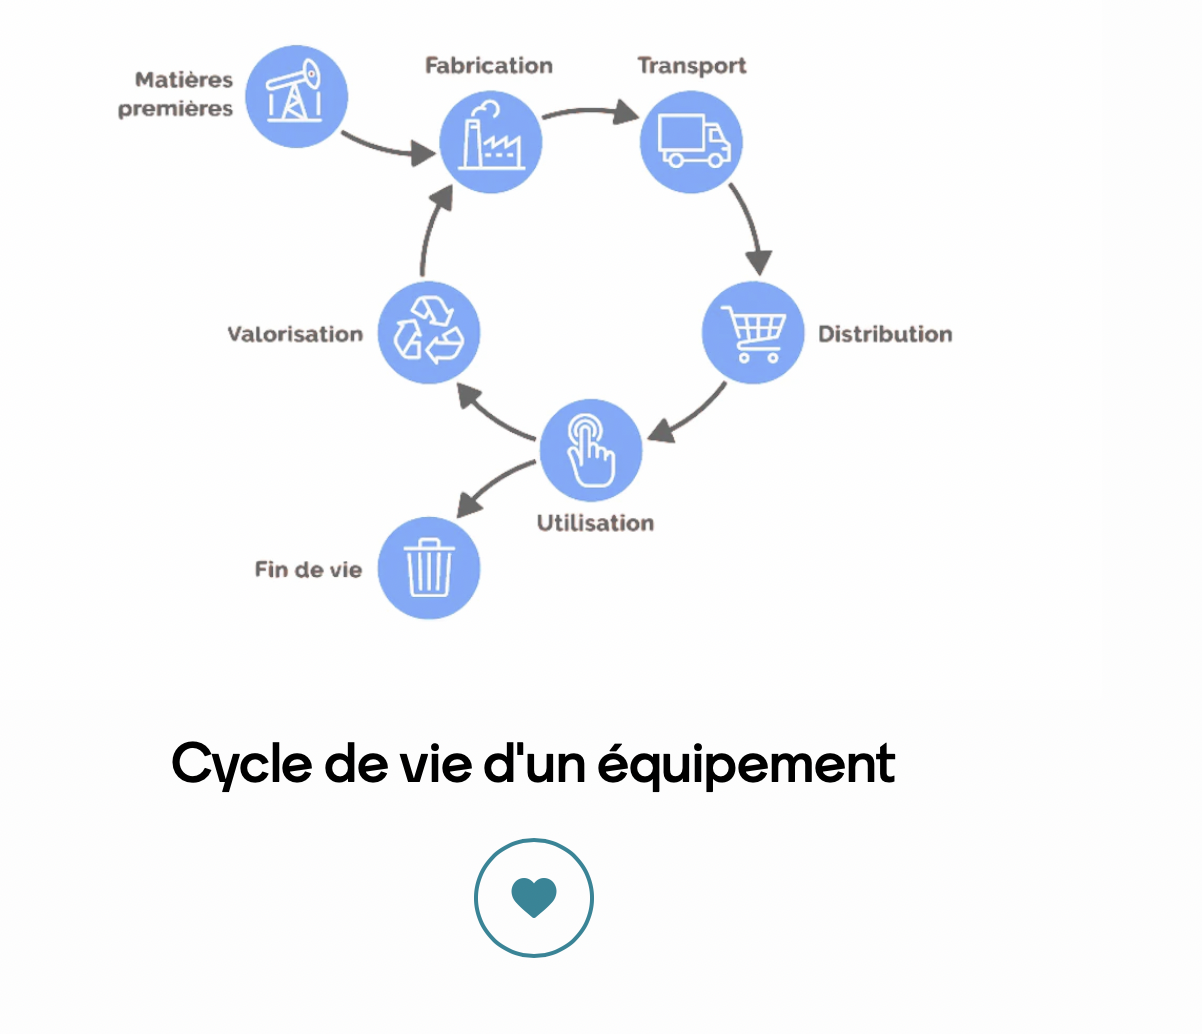 Matières
premières
Fabrication
Transport
Valorisation
Distribution
Utilisation
Fin de vie
Cycle de vie d'un équipement